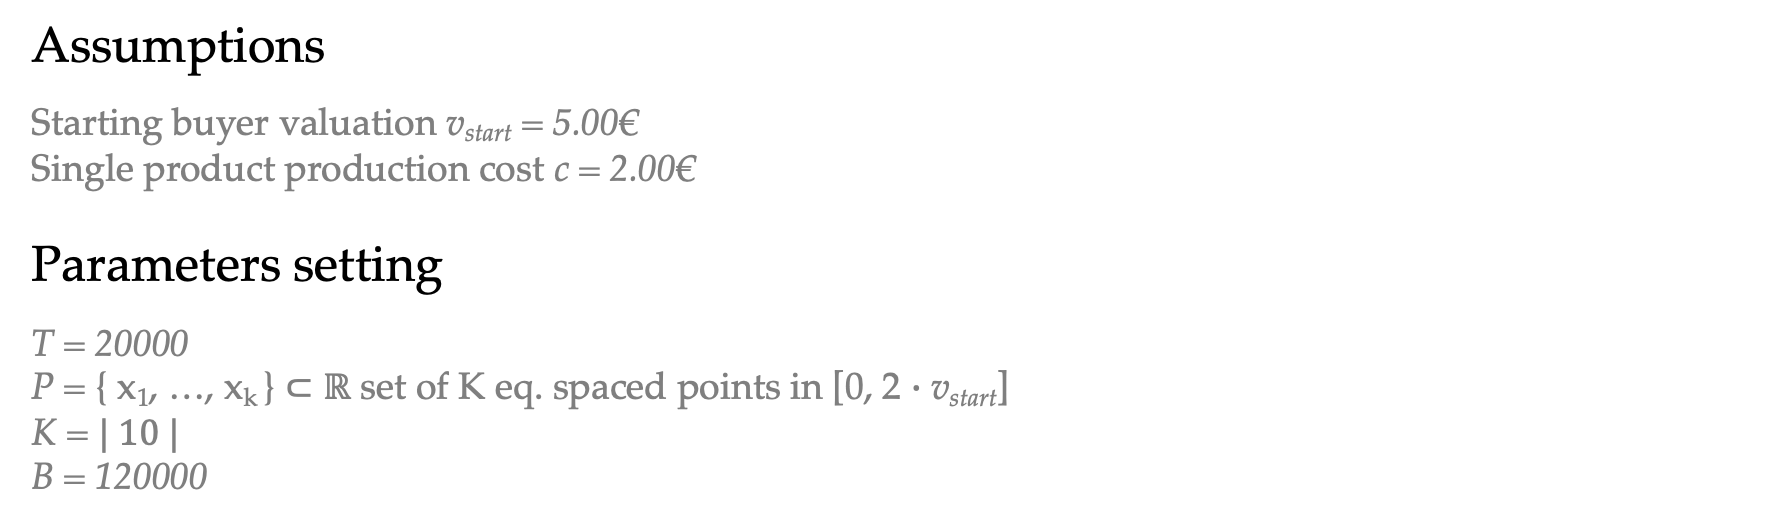 Assumptions
Starting buyer valuation v_start = 5.00€
Single product production cost c = 2.00€
Parameters setting
T = 20000
P = { x₁, …, xₖ } ⊂ ℝ set of K eq. spaced points in [0, 2 · v_start]
K = | 10 |
B = 120000